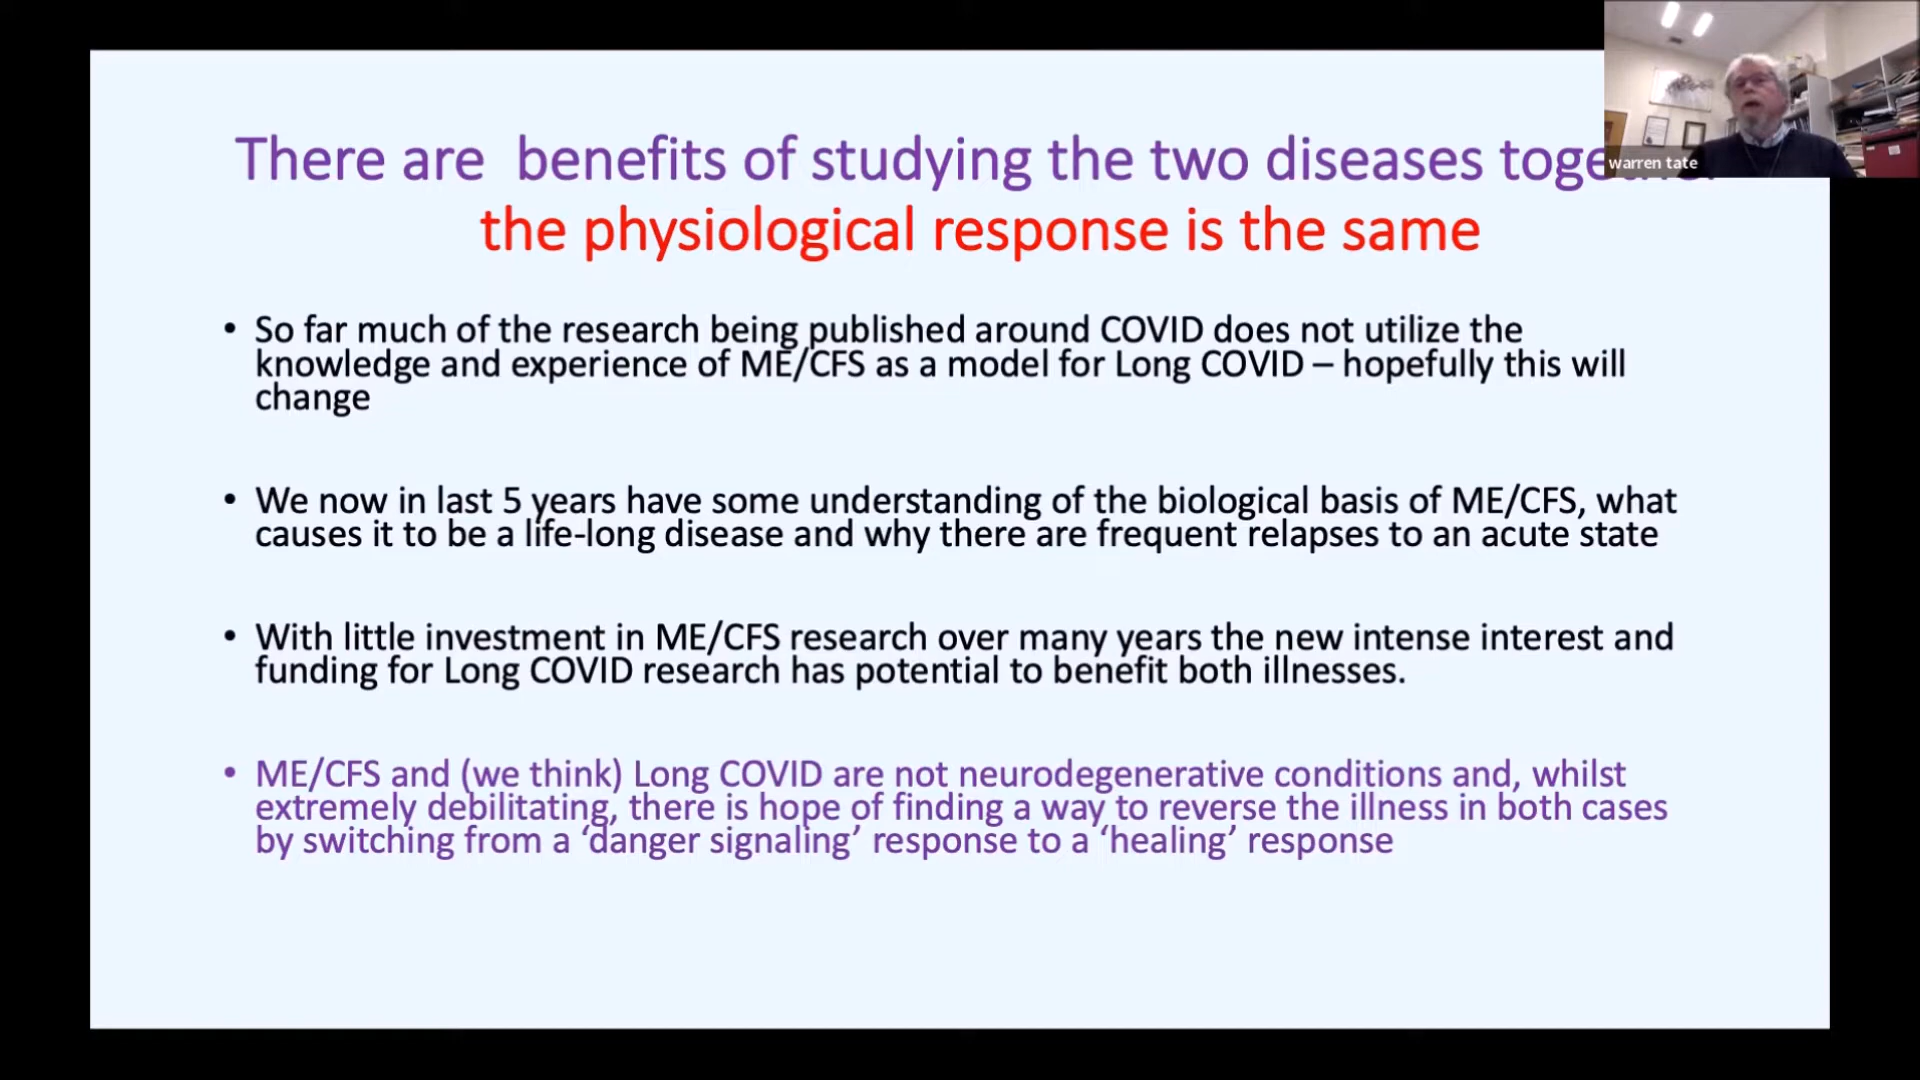 There are benefits of studying the two diseases
the physiological response is the same
• So far much of the research being published around COVID does not utilize the
knowledge and experience of ME/CFS as a model for Long COVID – hopefully this will
change
• We now in last 5 years have some understanding of the biological basis of ME/CFS, what
causes it to be a life-long disease and why there are frequent relapses to an acute state
• With little investment in ME/CFS research over many years the new intense interest and
funding for Long COVID research has potential to benefit both illnesses.
• ME/CFS and (we think) Long COVID are not neurodegenerative conditions and, whilst
extremely debilitating, there is hope of finding a way to reverse the illness in both cases
by switching from a ‘danger signaling’ response to a ‘healing’ response
warren tate